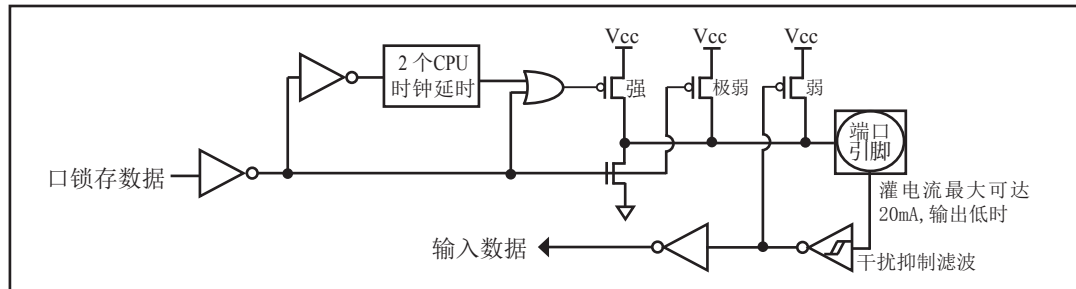 Vcc
Vcc
Vcc
2 个CPU
时钟延时
强
极弱
弱
端口
引脚
口锁存数据
灌电流最大可达
20mA,输出低时
输入数据
干扰抑制滤波